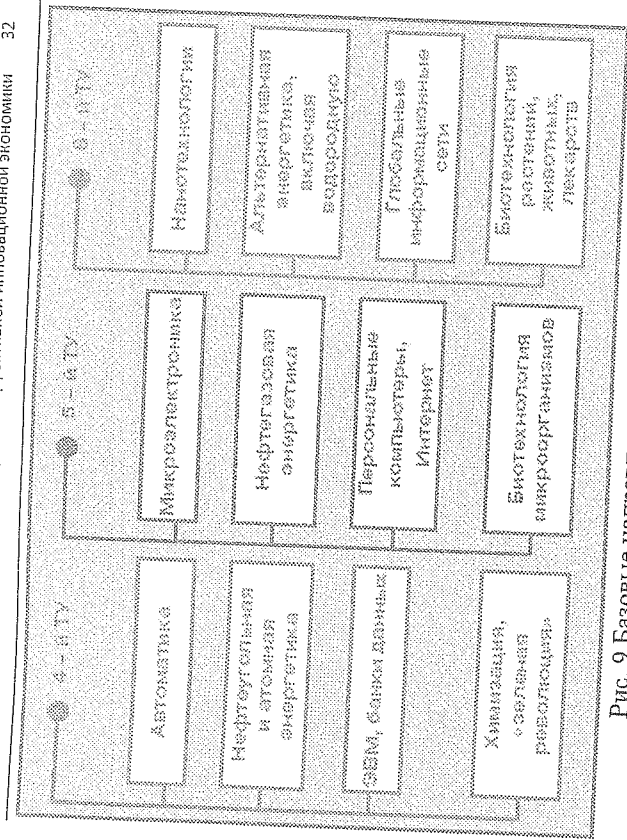 инновационной экономики 32
4-й ТУ
Автоматика
Нефтеугольная
и атомная
энергетика
ЭВМ, банки данных
Химизация,
«зеленая
революция»
5-й ТУ
Микроэлектроника
Нефтегазовая
энергетика
Персональные
компьютеры,
Интернет
Биотехнология
микроорганизмов
6-й ТУ
Нанотехнологии
Альтернативная
энергетика,
включая
водородную
Глобальные
информационные
сети
Биотехнология
растений,
животных,
лекарств
Рис. 9 Базовые